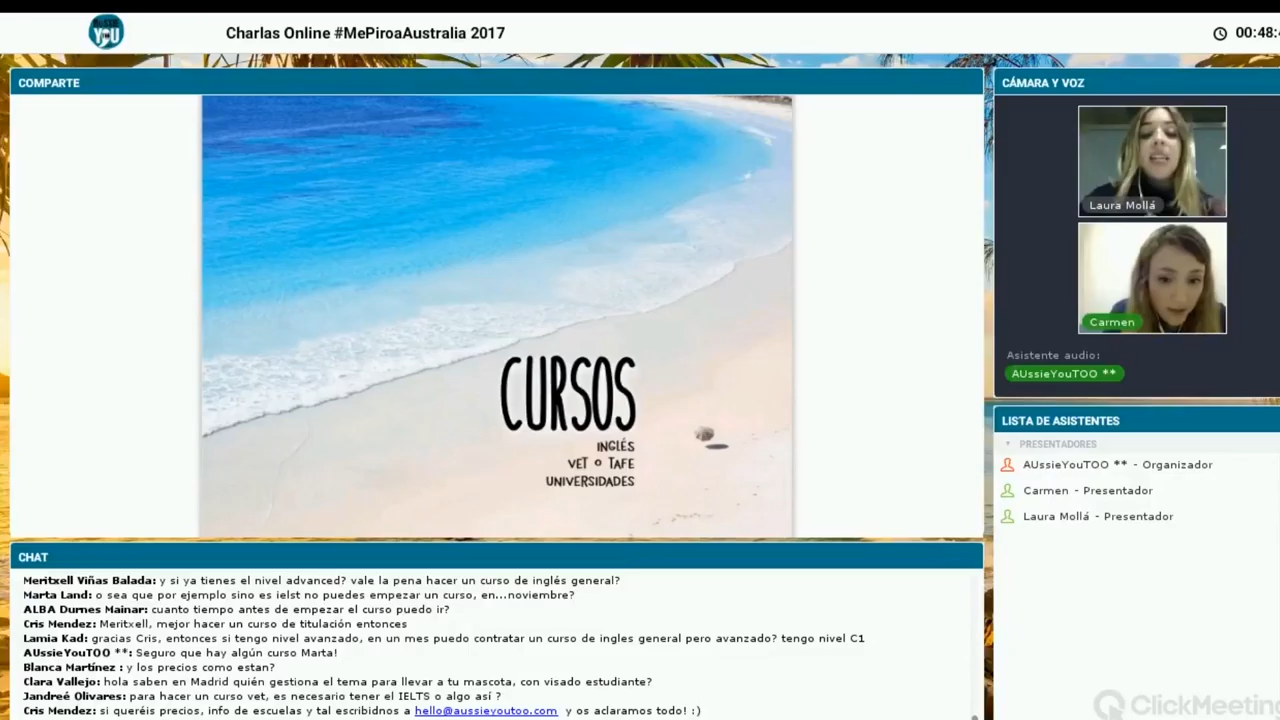 YOU
Charlas Online #MePiroaAustralia 2017
00:48:
COMPARTE
CURSOS
INGLÉS
VET o TAFE
UNIVERSIDADES
CÁMARA Y VOZ
Laura Mollá
Carmen
Asistente audio:
AUssieYouTOO **
LISTA DE ASISTENTES
PRESENTADORES
AUssieYouTOO ** - Organizador
Carmen - Presentador
Laura Mollá - Presentador
CHAT
Meritxell Viñas Balada: y si ya tienes el nivel advanced? vale la pena hacer un curso de inglés general?
Marta Land: o sea que por ejemplo sino es ielst no puedes empezar un curso, en...noviembre?
ALBA Durnes Mainar: cuanto tiempo antes de empezar el curso puedo ir?
Cris Mendez: Meritxell, mejor hacer un curso de titulación entonces
Lamia Kad: gracias Cris, entonces si tengo nivel avanzado, en un mes puedo contratar un curso de ingles general pero avanzado? tengo nivel C1
AUssieYouTOO **: Seguro que hay algún curso Marta!
Blanca Martínez : y los precios como estan?
Clara Vallejo: hola saben en Madrid quién gestiona el tema para llevar a tu mascota, con visado estudiante?
Jandreé Olivares: para hacer un curso vet, es necesario tener el IELTS o algo así ?
Cris Mendez: si queréis precios, info de escuelas y tal escribidnos a hello@aussieyoutoo.com y os aclaramos todo! :)
ClickMeeting